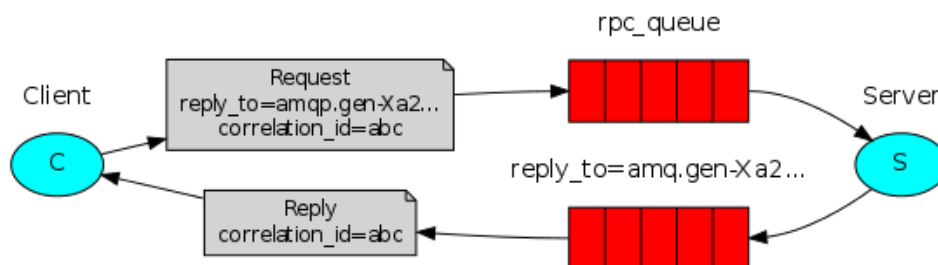 rpc_queue
Client
Request
reply_to=amqp.gen-Xa2...
correlation_id=abc
Server
C
S
reply_to=amq.gen-Xa2...
Reply
correlation_id=abc